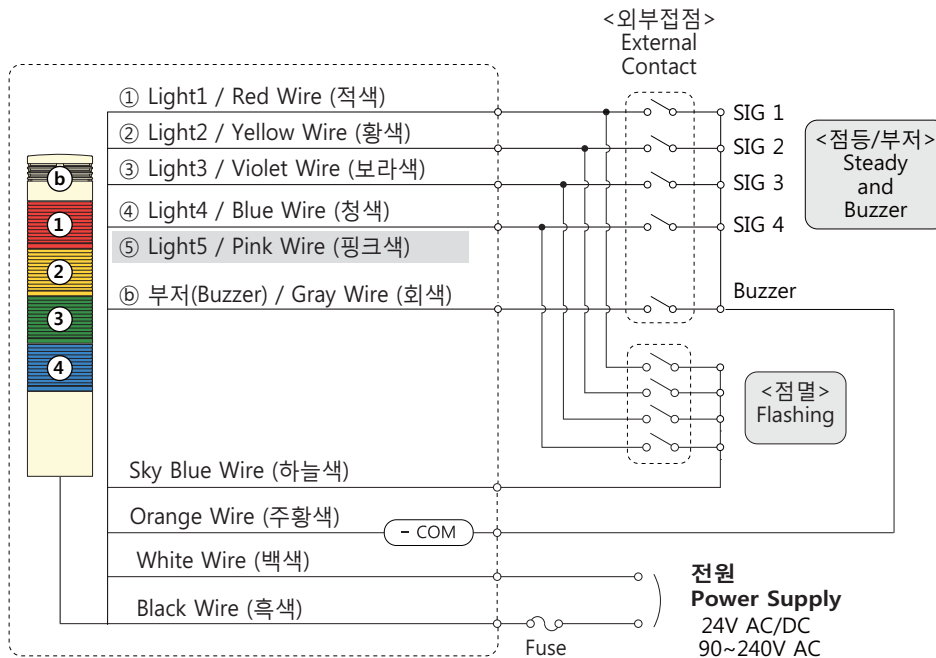 <외부접점>
External
Contact
① Light1 / Red Wire (적색)
SIG 1
② Light2 / Yellow Wire (황색)
SIG 2
③ Light3 / Violet Wire (보라색)
SIG 3
④ Light4 / Blue Wire (청색)
SIG 4
<점등/부저>
Steady
and
Buzzer
⑤ Light5 / Pink Wire (핑크색)
ⓑ 부저(Buzzer) / Gray Wire (회색)
Buzzer
b
1
2
3
4
<점멸>
Flashing
Sky Blue Wire (하늘색)
Orange Wire (주황색)
- COM
White Wire (백색)
Black Wire (흑색)
Fuse
전원
Power Supply
24V AC/DC
90~240V AC